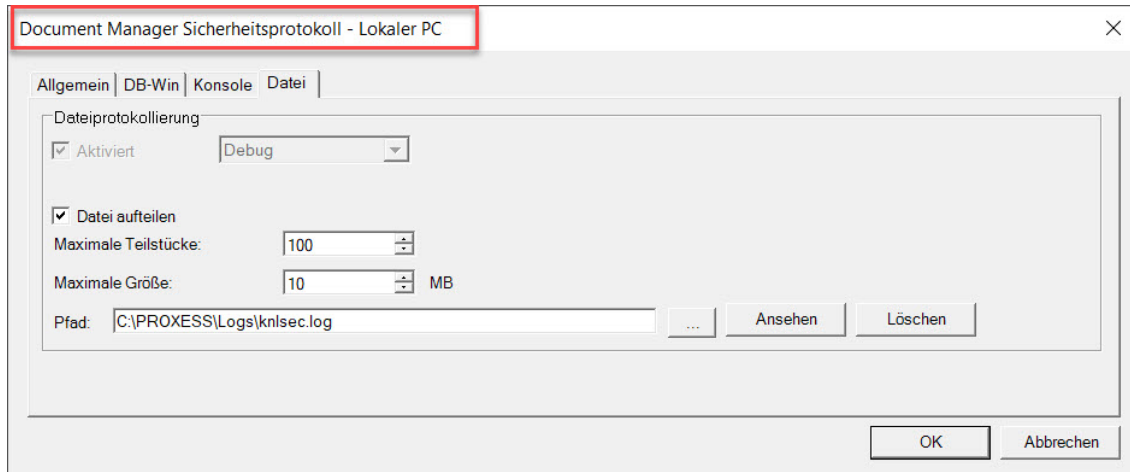 Document Manager Sicherheitsprotokoll - Lokaler PC
Allgemein DB-Win Konsole Datei
Dateiprotokollierung
Aktiviert Debug
Datei aufteilen
Maximale Teilstücke: 100
Maximale Größe: 10 MB
Pfad: C:\PROXESS\Logs\knlsec.log ... Ansehen Löschen
OK Abbrechen